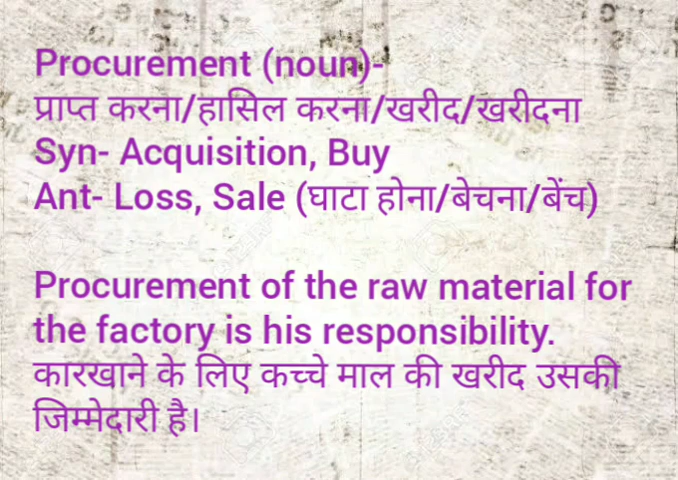 Procurement (noun)-
प्राप्त करना/हासिल करना/खरीद/खरीदना
Syn- Acquisition, Buy
Ant- Loss, Sale (घाटा होना/बेचना/बेंच)
Procurement of the raw material for
the factory is his responsibility.
कारखाने के लिए कच्चे माल की खरीद उसकी
जिम्मेदारी है।